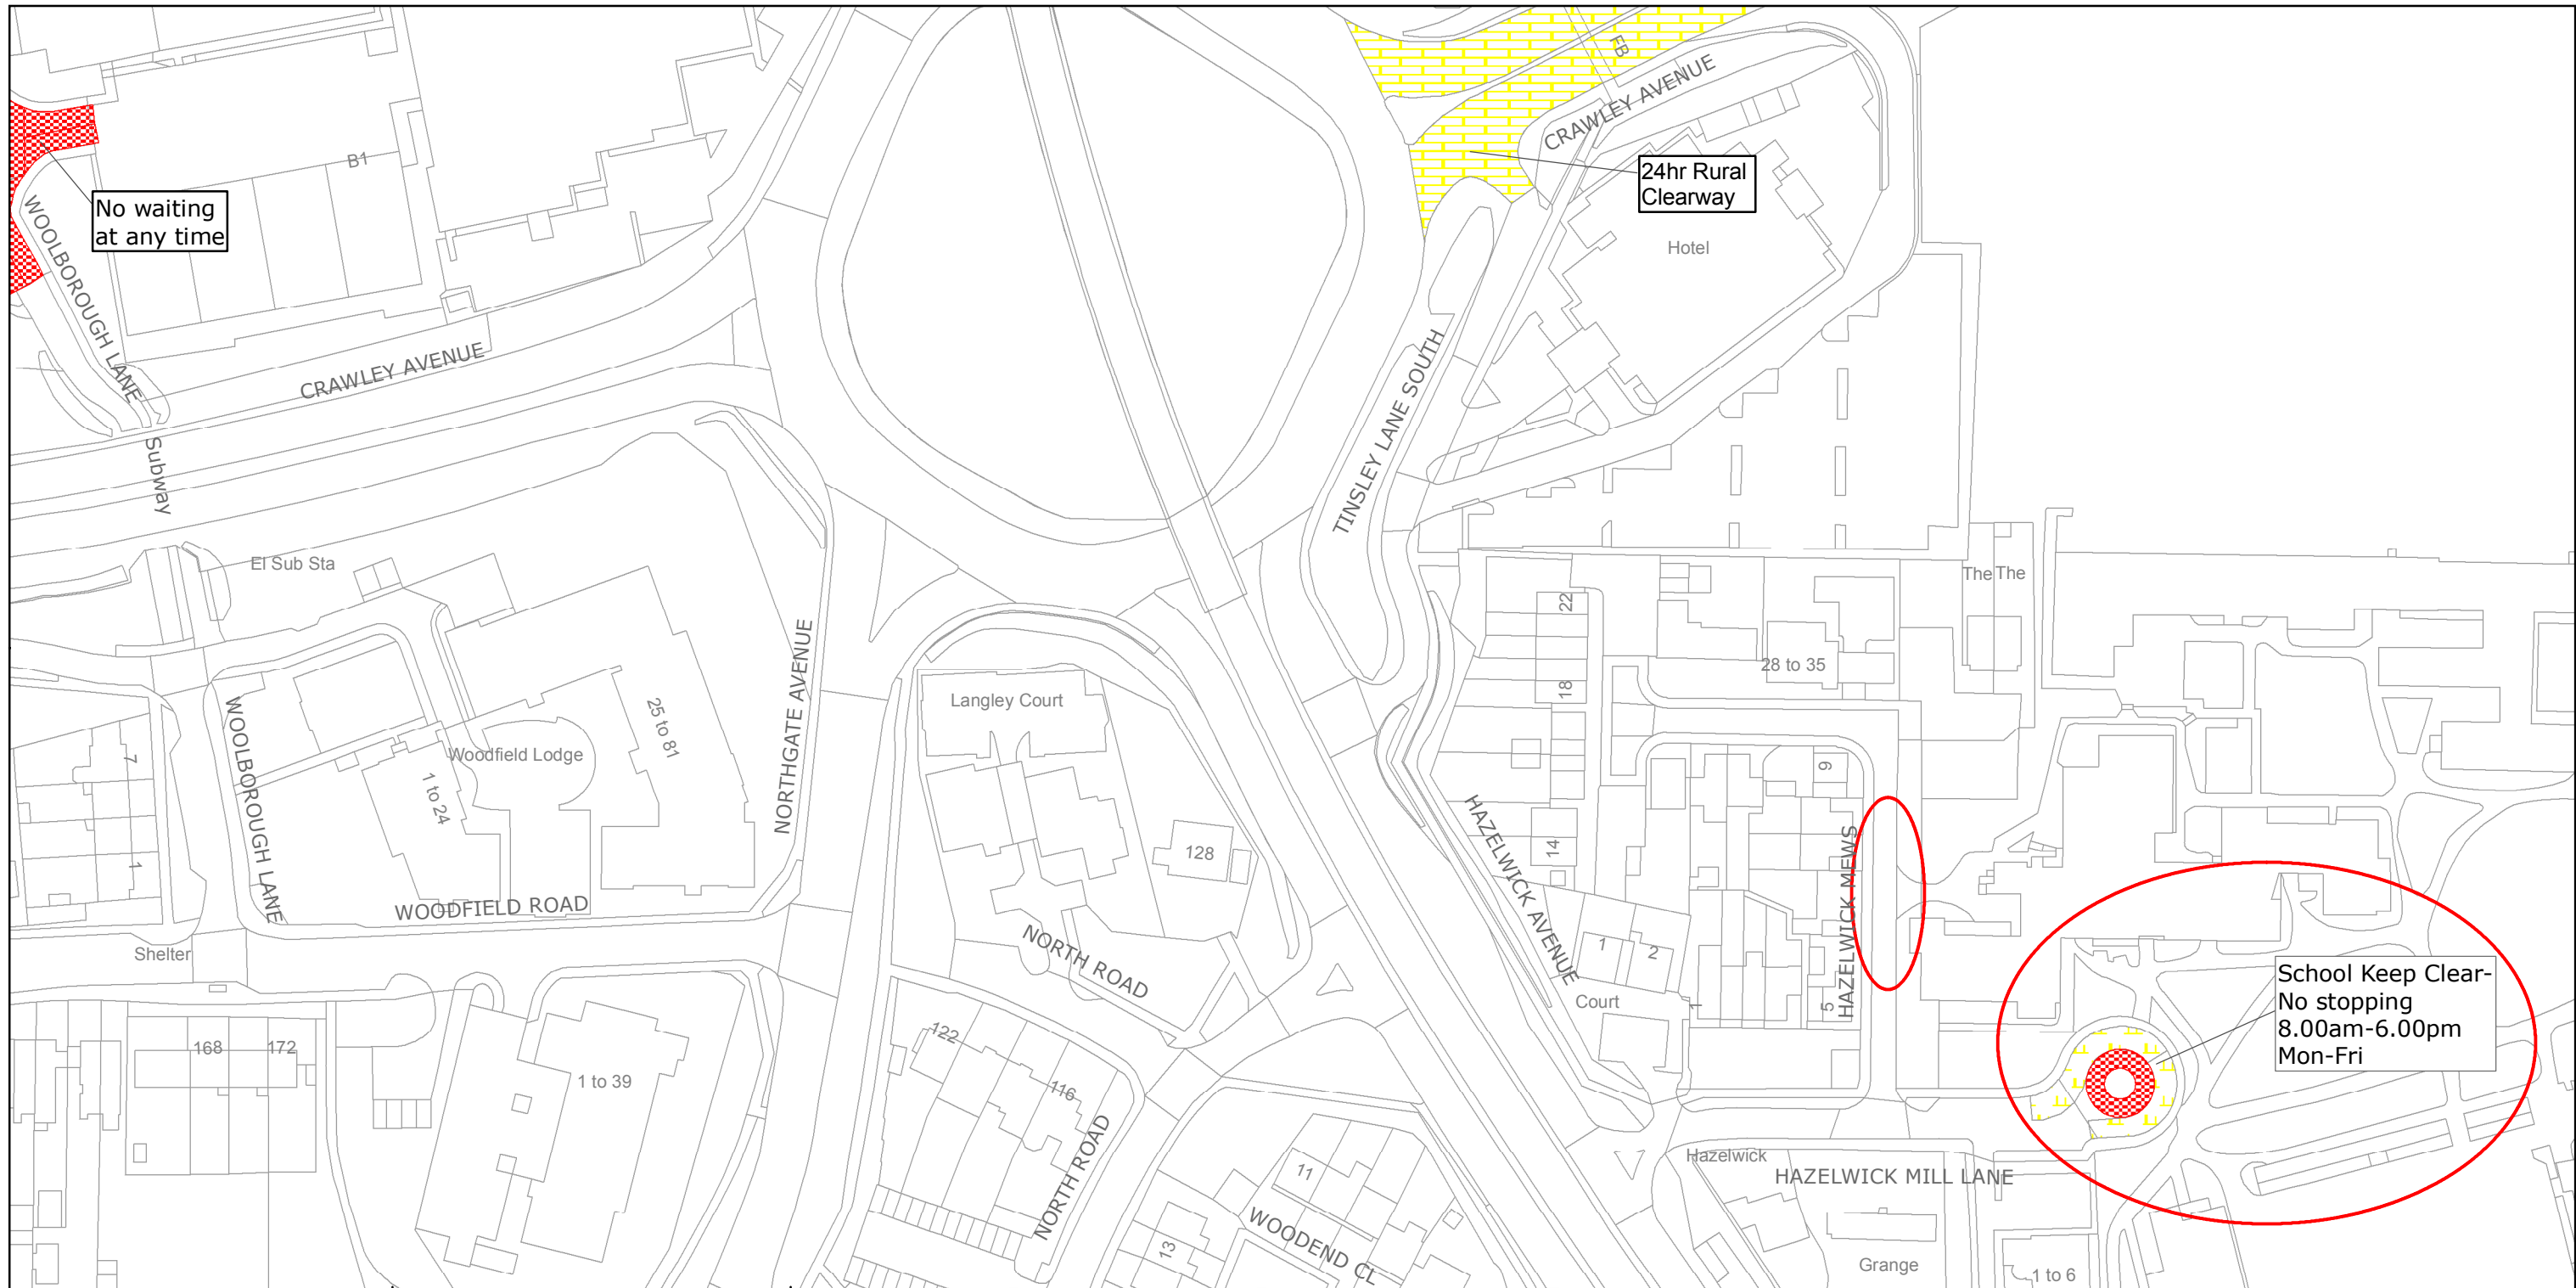 FB
CRAWLEY AVENUE
24hr Rural
Clearway
Hotel
B1
No waiting
at any time
WOOLBOROUGH LANE
CRAWLEY AVENUE
Subway
TINSLEY LANE SOUTH
El Sub Sta
The The
22
18
28 to 35
NORTHGATE AVENUE
Langley Court
25 to 81
Woodfield Lodge
1 to 24
WOOLBOROUGH LANE
7
1
9
HAZELWICK AVENUE
14
128
HAZELWICK MEWS
WOODFIELD ROAD
NORTH ROAD
Shelter
1
2
Court
1
5
School Keep Clear-
No stopping
8.00am-6.00pm
Mon-Fri
168
172
1 to 39
122
116
NORTH ROAD
11
13
WOODEND CL
Hazelwick
HAZELWICK MILL LANE
Grange
1 to 6